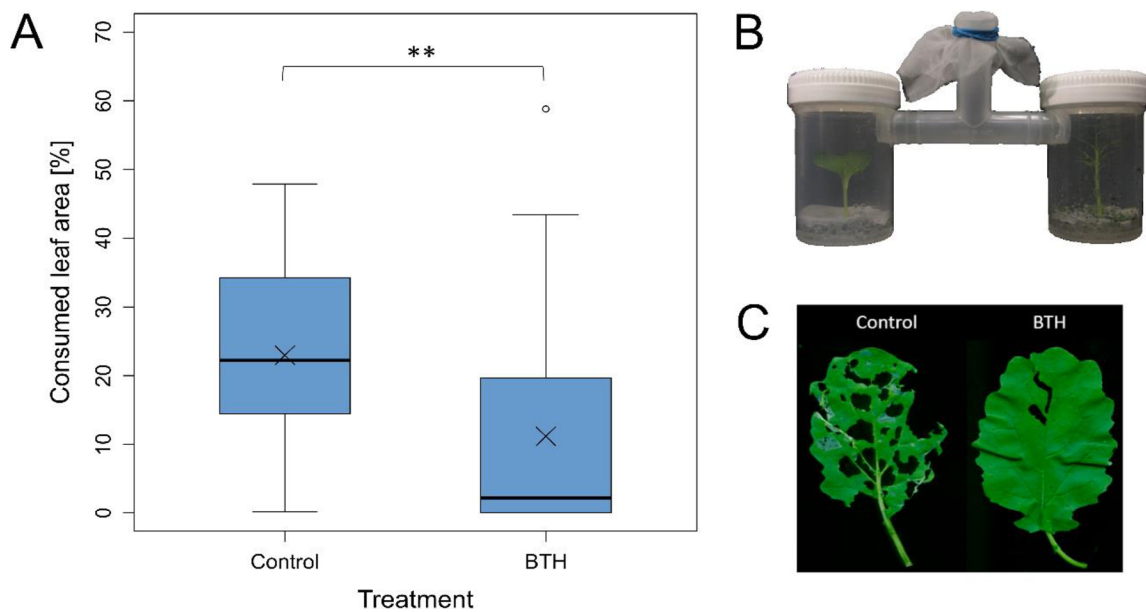 A
70
60
50
40
30
20
10
0
Consumed leaf area [%]
**
Control
BTH
Treatment
B
C
Control
BTH